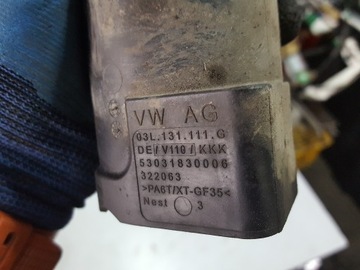 VW AG
03L.131.111.G
DE/V110/KKK
53031830006
322063
>PA6T/XT-GF35<
Nest 3